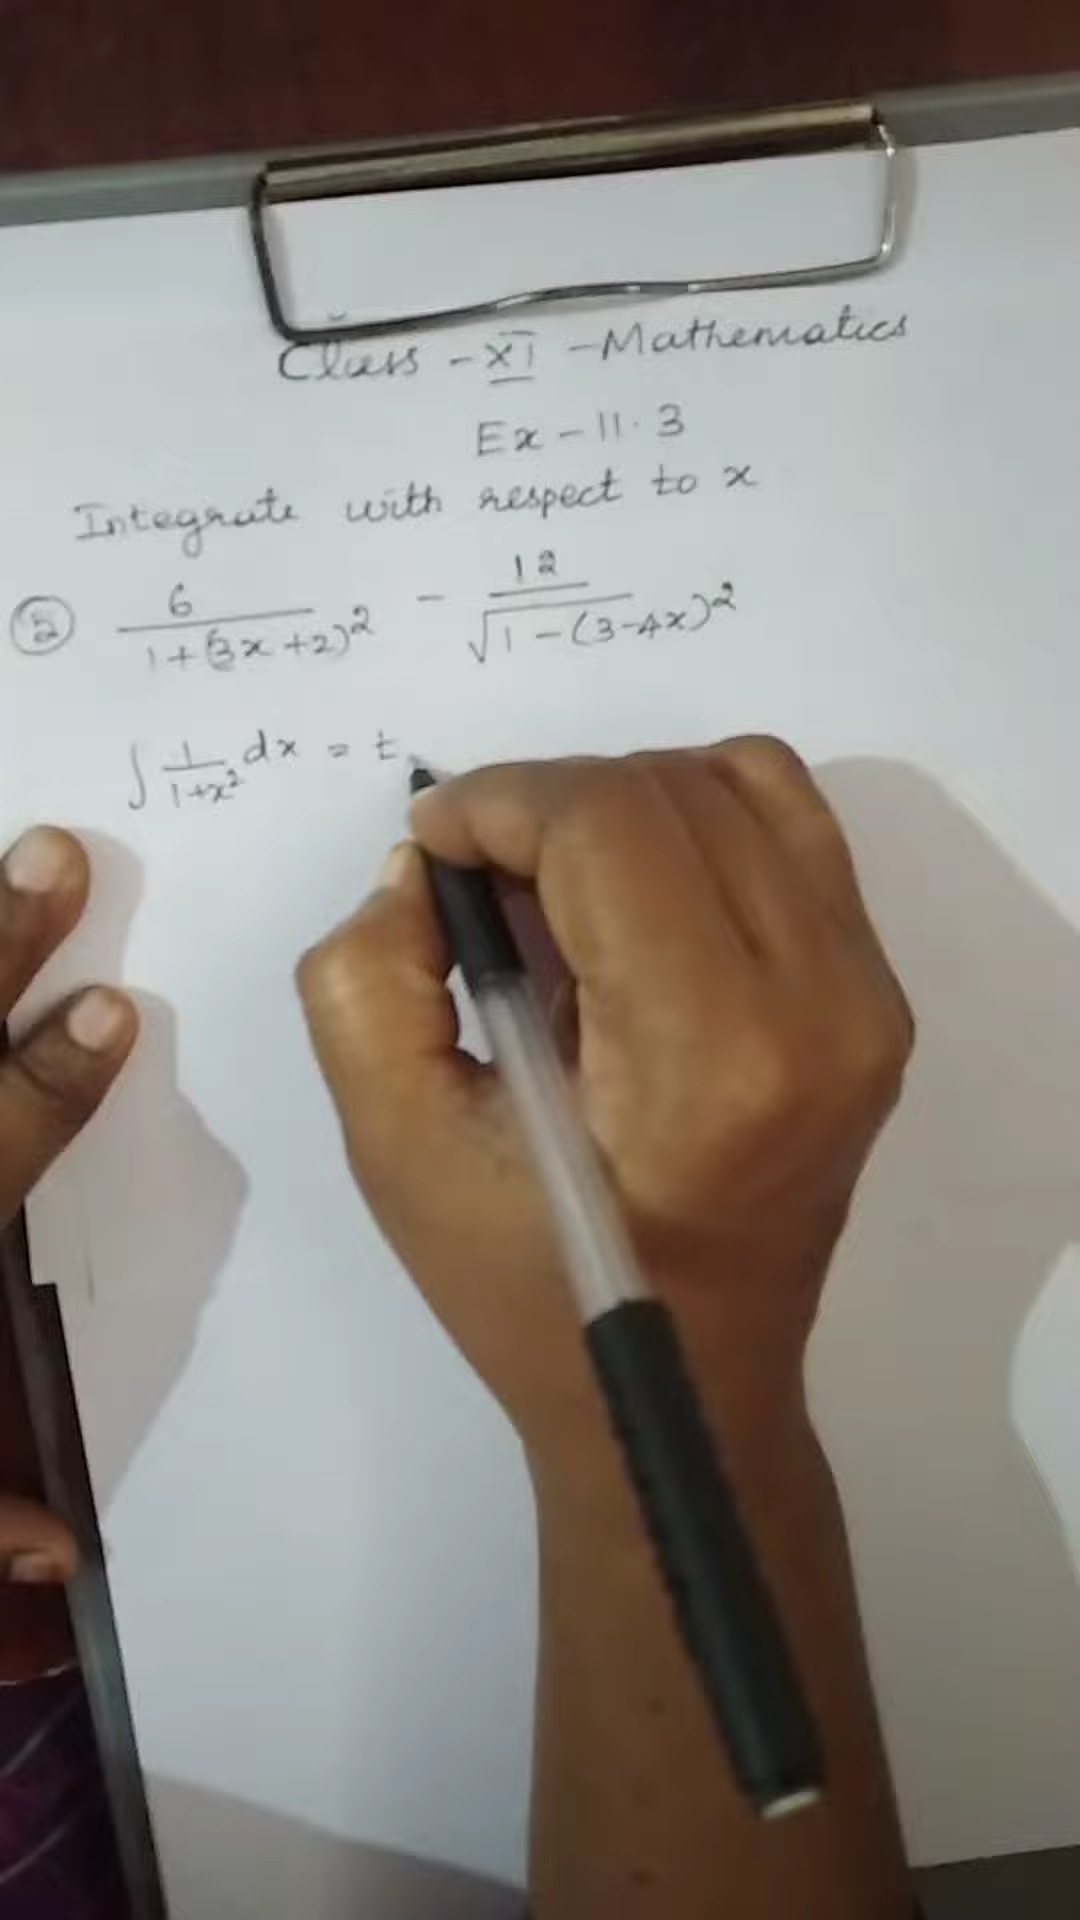 Class - XI - Mathematics
Ex - 11.3
Integrate with respect to x
⑤ 6/(1+(3x+2)²) - 12/√(1-(3-4x)²)
∫ 1/(1+x²) dx = t